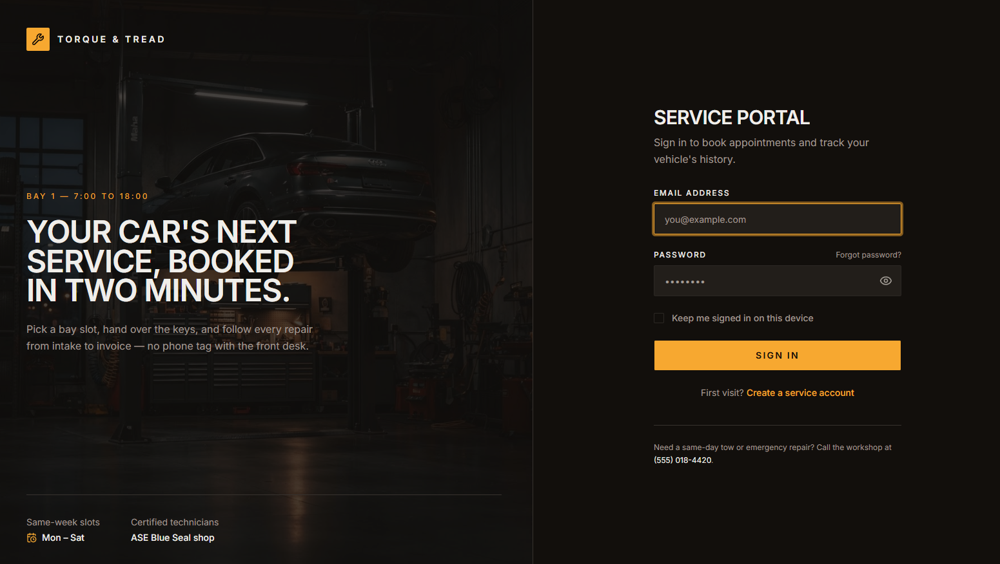 TORQUE & TREAD
BAY 1 — 7:00 TO 18:00
YOUR CAR'S NEXT
SERVICE, BOOKED
IN TWO MINUTES.
Pick a bay slot, hand over the keys, and follow every repair
from intake to invoice — no phone tag with the front desk.
Same-week slots
Mon – Sat
Certified technicians
ASE Blue Seal shop
Maha
SERVICE PORTAL
Sign in to book appointments and track your
vehicle's history.
EMAIL ADDRESS
you@example.com
PASSWORD
Forgot password?
••••••••
Keep me signed in on this device
SIGN IN
First visit? Create a service account
Need a same-day tow or emergency repair? Call the workshop at
(555) 018-4420.